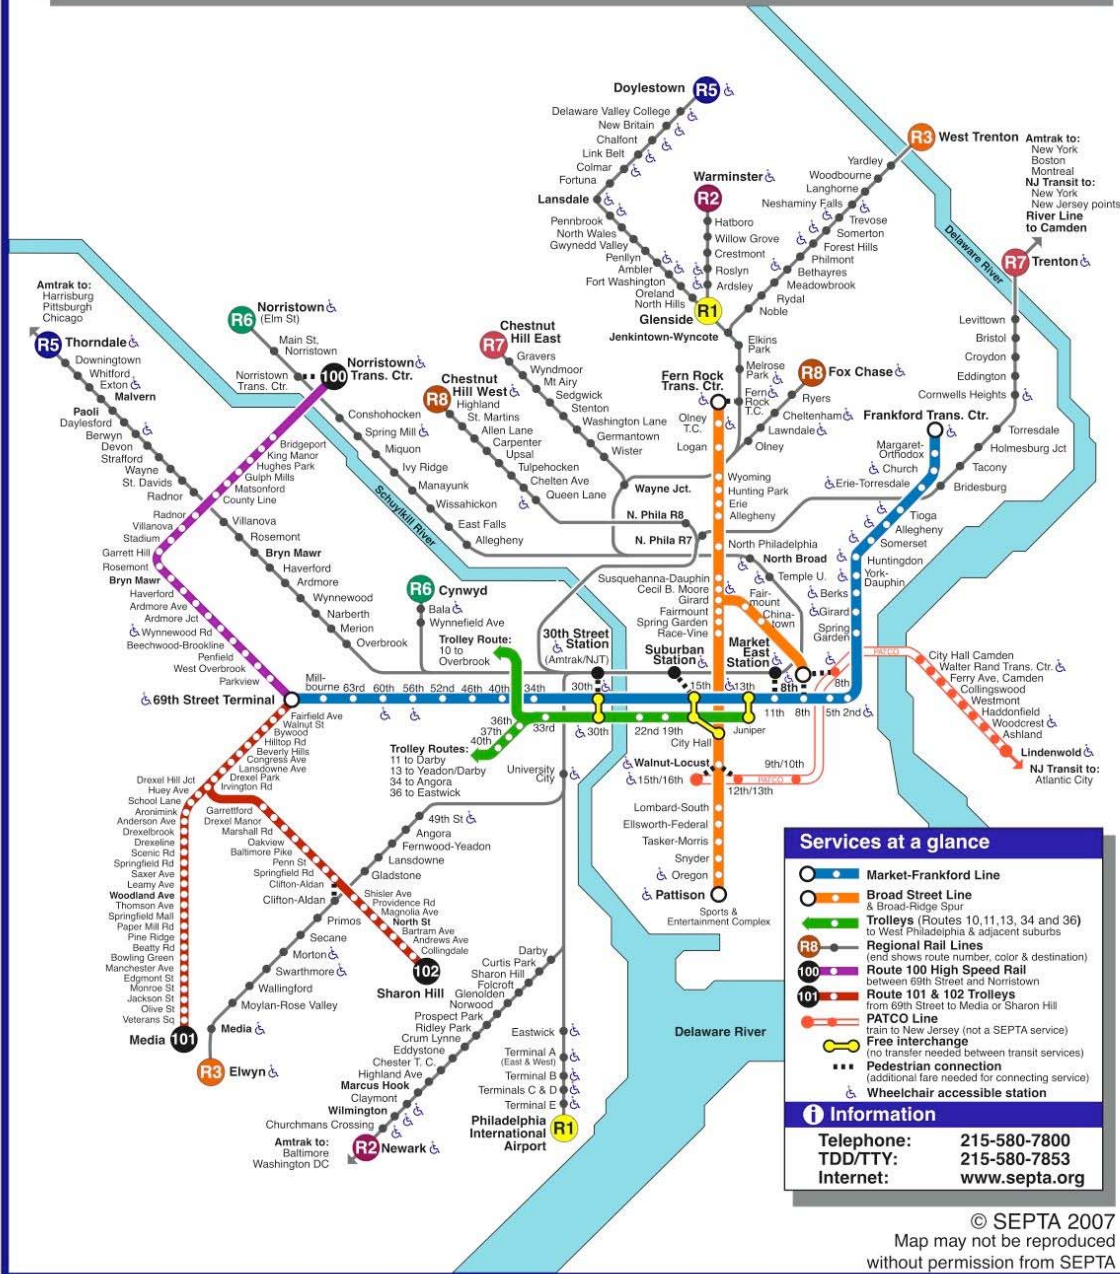 Doylestown R5
Delaware Valley College
New Britain
Chalfont
Link Belt
Colmar
Fortuna
Lansdale
Pennbrook
North Wales
Gwynedd Valley
Penllyn
Ambler
Fort Washington
Oreland
North Hills
Glenside
R1
Warminster
R2
Hatboro
Willow Grove
Crestmont
Roslyn
Ardsley
Jenkintown-Wyncote
R3 West Trenton
Yardley
Woodbourne
Langhorne
Neshaminy Falls
Trevose
Somerton
Forest Hills
Philmont
Bethayres
Meadowbrook
Rydal
Noble
Amtrak to:
New York
Boston
Montreal
NJ Transit to:
New York
New Jersey points
River Line
to Camden
Delaware River
R7 Trenton
Levittown
Bristol
Croydon
Eddington
Cornwells Heights
Torresdale
Holmesburg Jct
Tacony
Bridesburg
Amtrak to:
Harrisburg
Pittsburgh
Chicago
R5 Thorndale
Downingtown
Whitford
Exton
Malvern
Paoli
Daylesford
Berwyn
Devon
Strafford
Wayne
St. Davids
Radnor
Villanova
Rosemont
Bryn Mawr
Haverford
Ardmore
Wynnewood
Narberth
Merion
Overbrook
R6 Norristown
(Elm St)
Main St,
Norristown
Norristown
Trans. Ctr.
100 Norristown
Trans. Ctr.
Conshohocken
Spring Mill
Miquon
Ivy Ridge
Manayunk
Wissahickon
East Falls
Allegheny
Schuylkill River
Bridgeport
King Manor
Hughes Park
Gulph Mills
Matsonford
County Line
Radnor
Villanova
Stadium
Garrett Hill
Rosemont
Bryn Mawr
Haverford
Ardmore Ave
Ardmore Jct
Wynnewood Rd
Beechwood-Brookline
Penfield
West Overbrook
Parkview
69th Street Terminal
R7 Chestnut
Hill East
Gravers
Wyndmoor
Mt Airy
Sedgwick
Stenton
Washington Lane
Germantown
Wister
Wayne Jct.
R8 Chestnut
Hill West
Highland
St. Martins
Allen Lane
Carpenter
Upsal
Tulpehocken
Chelten Ave
Queen Lane
N. Phila R8
N. Phila R7
Elkins
Park
Melrose
Park
Fern
Rock
T.C.
Fern Rock
Trans. Ctr.
Olney
T.C.
Logan
R8 Fox Chase
Ryers
Cheltenham
Lawndale
Olney
Wyoming
Hunting Park
Erie
Allegheny
North Philadelphia
North Broad
Temple U.
Susquehanna-Dauphin
Cecil B. Moore
Girard
Fairmount
Spring Garden
Race-Vine
Fair-
mount
China-
town
Frankford Trans. Ctr.
Margaret-
Orthodox
Church
Erie-Torresdale
Tioga
Allegheny
Somerset
Huntingdon
York-
Dauphin
Berks
Girard
Spring
Garden
R6 Cynwyd
Bala
Wynnefield Ave
Trolley Route:
10 to
Overbrook
30th Street
Station
(Amtrak/NJT)
Suburban
Station
Market
East
Station
8th
8th
PATCO
City Hall Camden
Walter Rand Trans. Ctr.
Ferry Ave, Camden
Collingswood
Westmont
Haddonfield
Woodcrest
Ashland
Lindenwold
NJ Transit to:
Atlantic City
Mill-
bourne
63rd
60th
56th
52nd
46th
40th
34th
30th
15th
13th
11th
8th
5th
2nd
36th
37th
40th
33rd
30th
22nd
19th
City Hall
Juniper
Trolley Routes:
11 to Darby
13 to Yeadon/Darby
34 to Angora
36 to Eastwick
University
City
Walnut-Locust
15th/16th
PATCO
9th/10th
12th/13th
Lombard-South
Ellsworth-Federal
Tasker-Morris
Snyder
Oregon
Pattison
Sports &
Entertainment Complex
Fairfield Ave
Walnut St
Bywood
Hilltop Rd
Beverly Hills
Congress Ave
Lansdowne Ave
Drexel Park
Irvington Rd
Drexel Hill Jct
Huey Ave
School Lane
Aronimink
Anderson Ave
Drexelbrook
Drexeline
Scenic Rd
Springfield Rd
Saxer Ave
Leamy Ave
Woodland Ave
Thomson Ave
Springfield Mall
Paper Mill Rd
Pine Ridge
Beatty Rd
Bowling Green
Manchester Ave
Edgmont St
Monroe St
Jackson St
Olive St
Veterans Sq
Media 101
Garrettford
Drexel Manor
Marshall Rd
Oakview
Baltimore Pike
Penn St
Springfield Rd
Clifton-Aldan
Clifton-Aldan
Shisler Ave
Providence Rd
Magnolia Ave
North St
Bartram Ave
Andrews Ave
Collingdale
102
Sharon Hill
49th St
Angora
Fernwood-Yeadon
Lansdowne
Gladstone
Primos
Secane
Morton
Swarthmore
Wallingford
Moylan-Rose Valley
Media
R3 Elwyn
Darby
Curtis Park
Sharon Hill
Folcroft
Glenolden
Norwood
Prospect Park
Ridley Park
Crum Lynne
Eddystone
Chester T. C.
Highland Ave
Marcus Hook
Claymont
Wilmington
Churchmans Crossing
R2 Newark
Amtrak to:
Baltimore
Washington DC
Eastwick
Terminal A
(East & West)
Terminal B
Terminals C & D
Terminal E
Philadelphia
International
Airport
R1
Delaware River
Services at a glance
Market-Frankford Line
Broad Street Line
& Broad-Ridge Spur
Trolleys (Routes 10,11,13, 34 and 36)
to West Philadelphia & adjacent suburbs
R8 Regional Rail Lines
(end shows route number, color & destination)
100 Route 100 High Speed Rail
between 69th Street and Norristown
101 Route 101 & 102 Trolleys
from 69th Street to Media or Sharon Hill
PATCO Line
train to New Jersey (not a SEPTA service)
Free interchange
(no transfer needed between transit services)
Pedestrian connection
(additional fare needed for connecting service)
Wheelchair accessible station
i Information
Telephone: 215-580-7800
TDD/TTY: 215-580-7853
Internet: www.septa.org
© SEPTA 2007
Map may not be reproduced
without permission from SEPTA